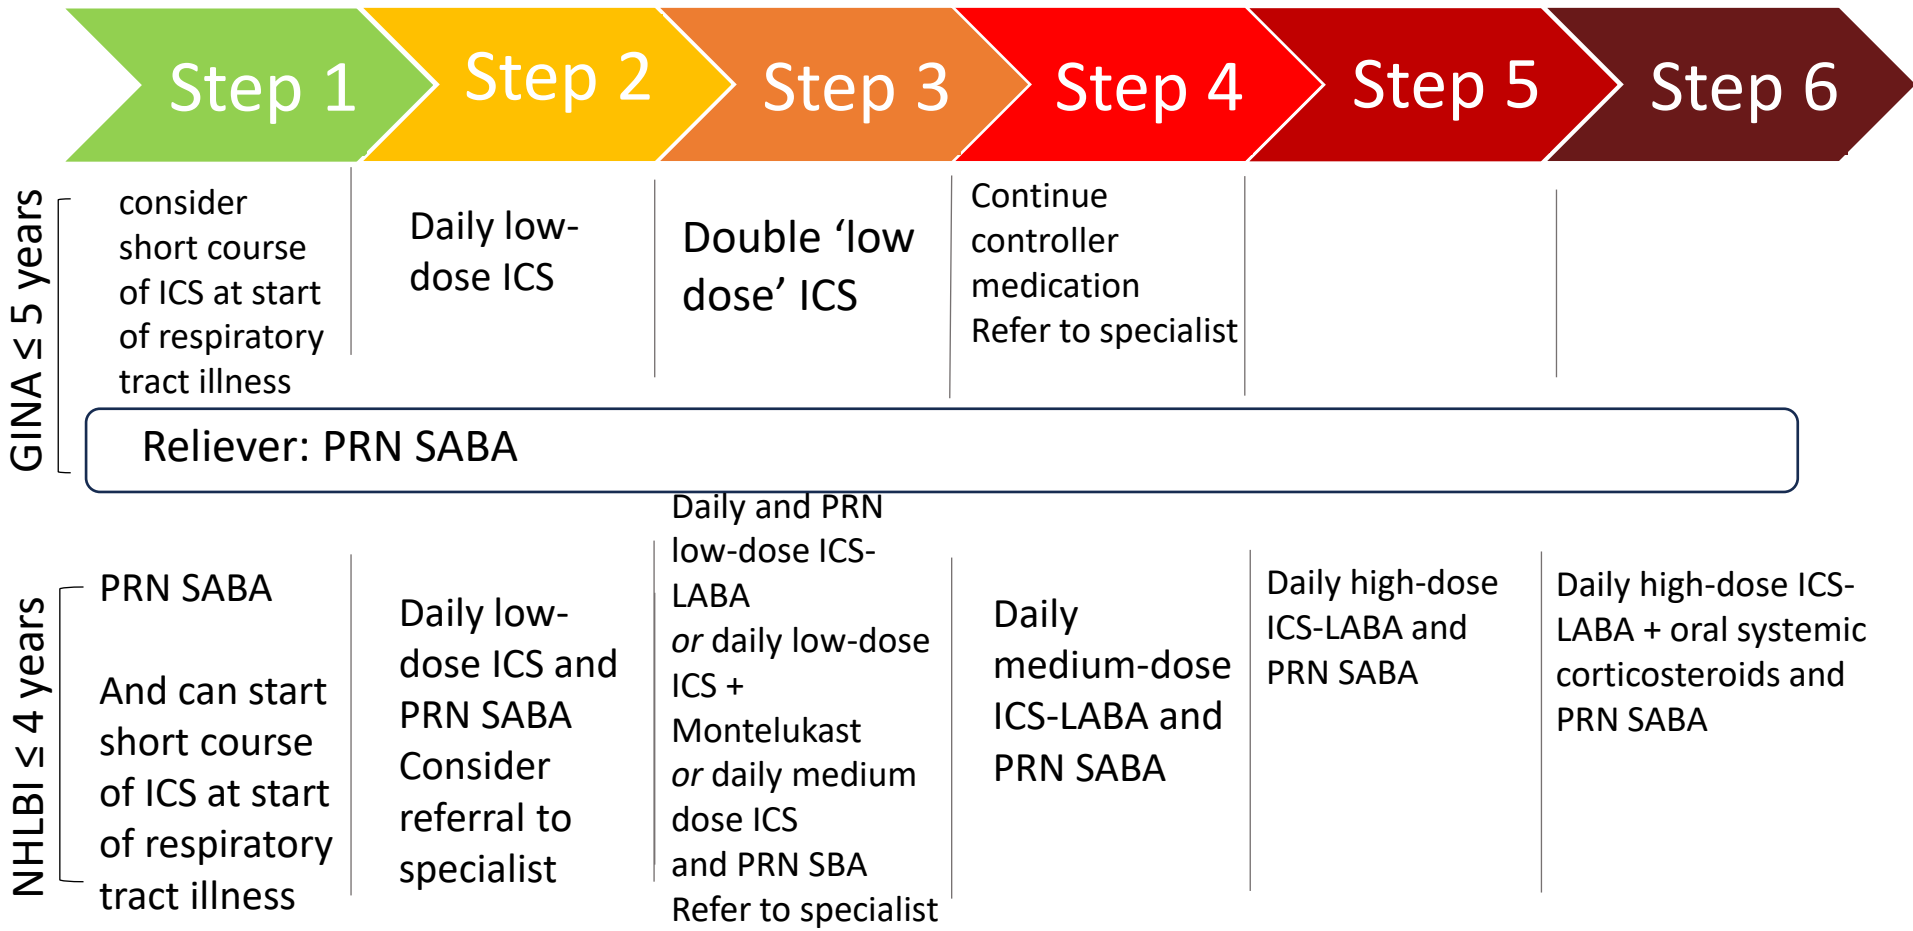 Step 1
Step 2
Step 3
Step 4
Step 5
Step 6
GINA ≤ 5 years
consider
short course
of ICS at start
of respiratory
tract illness
Daily low-
dose ICS
Double ‘low
dose’ ICS
Continue
controller
medication
Refer to specialist
Reliever: PRN SABA
NHLBI ≤ 4 years
PRN SABA
And can start
short course
of ICS at start
of respiratory
tract illness
Daily low-
dose ICS and
PRN SABA
Consider
referral to
specialist
Daily and PRN
low-dose ICS-
LABA
or daily low-dose
ICS +
Montelukast
or daily medium
dose ICS
and PRN SBA
Refer to specialist
Daily
medium-dose
ICS-LABA and
PRN SABA
Daily high-dose
ICS-LABA and
PRN SABA
Daily high-dose ICS-
LABA + oral systemic
corticosteroids and
PRN SABA